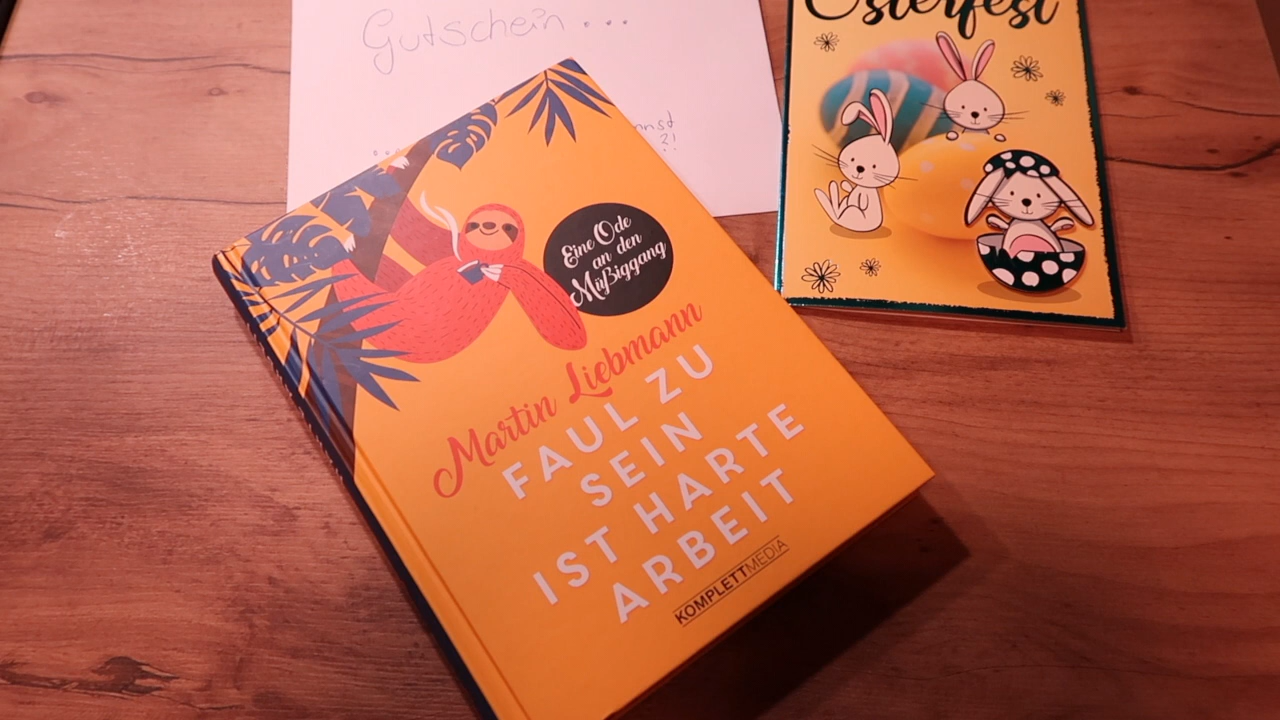 Gutschein...
...
?!
Osterfest
Eine Ode
an den
Müßiggang
Martin Liebmann
FAUL ZU
SEIN
IST HARTE
ARBEIT
KOMPLETTMEDIA